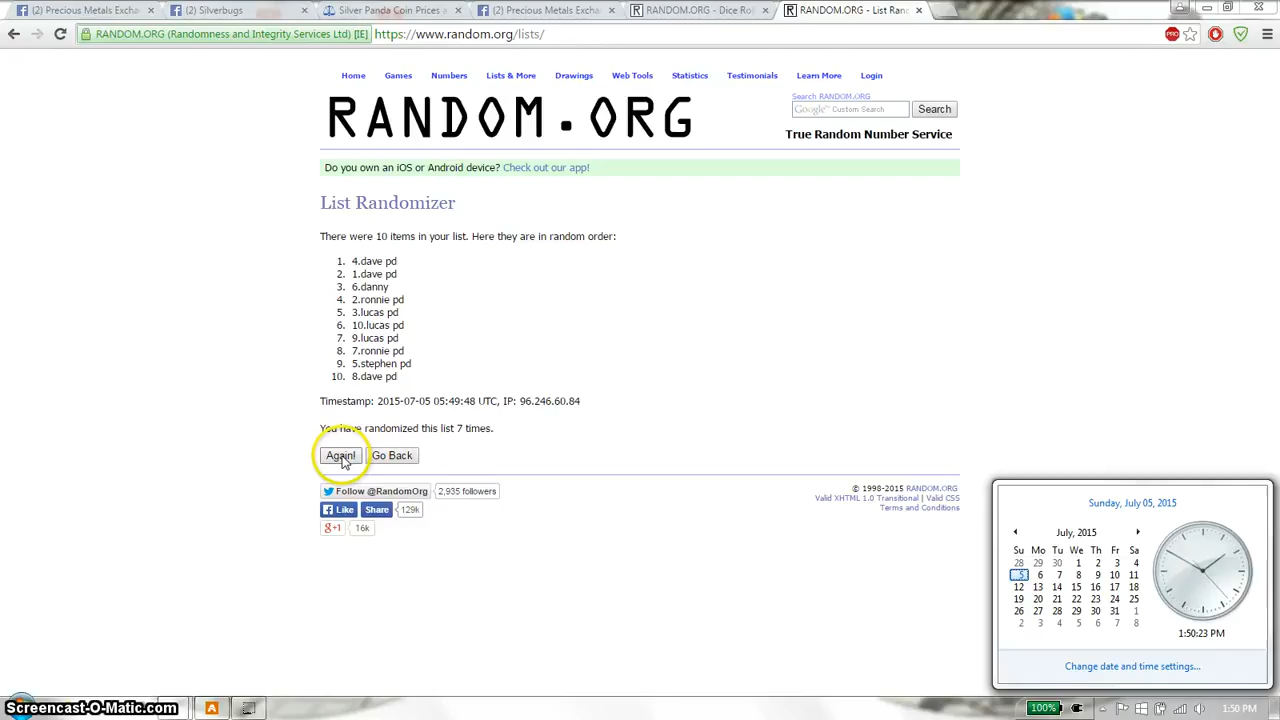 (2) Precious Metals Excha
(2) Silverbugs
Silver Panda Coin Prices a
(2) Precious Metals Excha
RANDOM.ORG - Dice Rol
RANDOM.ORG - List Ran
RANDOM.ORG (Randomness and Integrity Services Ltd) [IE] https://www.random.org/lists/
Home Games Numbers Lists & More Drawings Web Tools Statistics Testimonials Learn More Login
RANDOM.ORG
Search RANDOM.ORG
Google™ Custom Search Search
True Random Number Service
Do you own an iOS or Android device? Check out our app!
List Randomizer
There were 10 items in your list. Here they are in random order:
1. 4.dave pd
2. 1.dave pd
3. 6.danny
4. 2.ronnie pd
5. 3.lucas pd
6. 10.lucas pd
7. 9.lucas pd
8. 7.ronnie pd
9. 5.stephen pd
10. 8.dave pd
Timestamp: 2015-07-05 05:49:48 UTC, IP: 96.246.60.84
You have randomized this list 7 times.
Again! Go Back
Follow @RandomOrg 2,935 followers
Like Share 129k
g+1 16k
© 1998-2015 RANDOM.ORG
Valid XHTML 1.0 Transitional | Valid CSS
Terms and Conditions
Sunday, July 05, 2015
July, 2015
Su Mo Tu We Th Fr Sa
28 29 30 1 2 3 4
5 6 7 8 9 10 11
12 13 14 15 16 17 18
19 20 21 22 23 24 25
26 27 28 29 30 31 1
2 3 4 5 6 7 8
1:50:23 PM
Change date and time settings...
Screencast-O-Matic.com
100% 1:50 PM